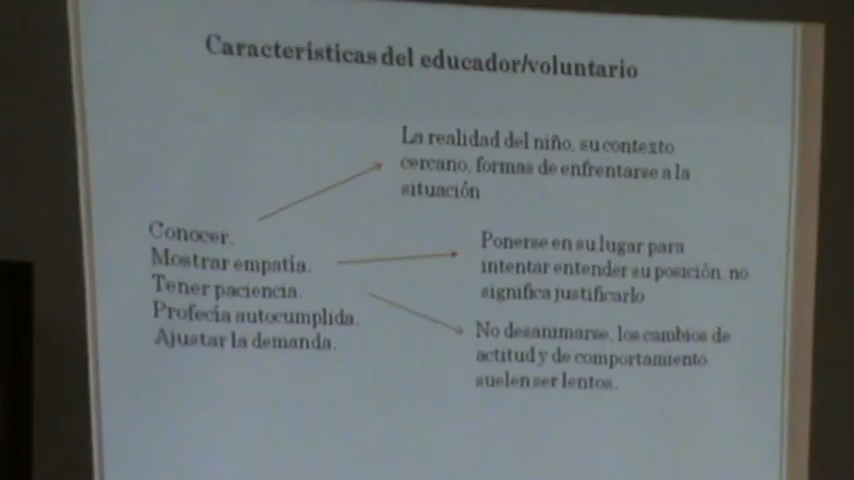 Características del educador/voluntario
La realidad del niño, su contexto
cercano, formas de enfrentarse a la
situación
Conocer.
Mostrar empatía.
Tener paciencia.
Profecía autocumplida.
Ajustar la demanda.
Ponerse en su lugar para
intentar entender su posición, no
significa justificarlo
No desanimarse, los cambios de
actitud y de comportamiento
suelen ser lentos.